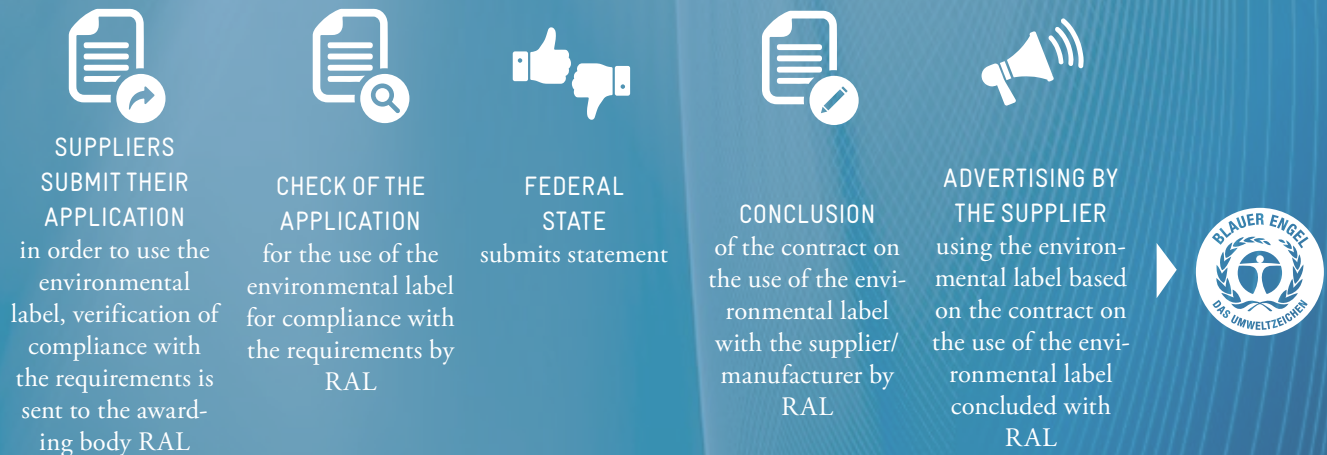 SUPPLIERS
SUBMIT THEIR
APPLICATION
in order to use the
environmental
label, verification of
compliance with
the requirements is
sent to the award-
ing body RAL
CHECK OF THE
APPLICATION
for the use of the
environmental label
for compliance with
the requirements by
RAL
FEDERAL
STATE
submits statement
CONCLUSION
of the contract on
the use of the envi-
ronmental label
with the supplier/
manufacturer by
RAL
ADVERTISING BY
THE SUPPLIER
using the environ-
mental label based
on the contract on
the use of the envi-
ronmental label
concluded with
RAL
BLAUER ENGEL
DAS UMWELTZEICHEN